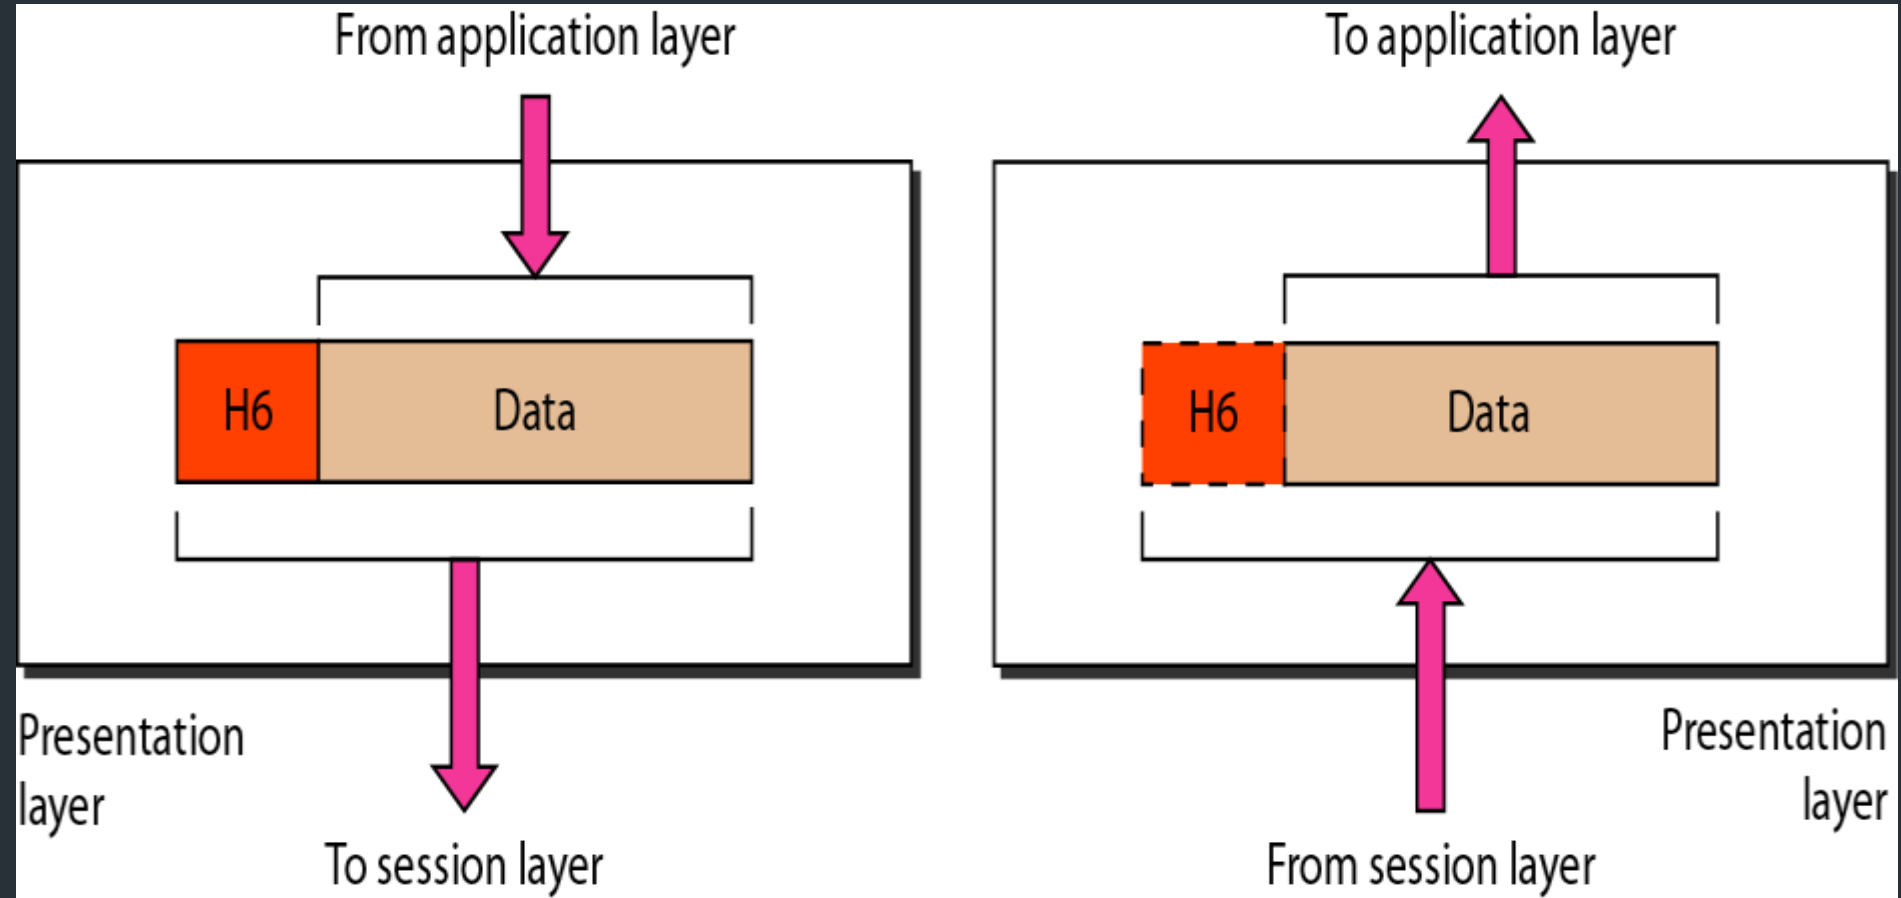 From application layer
To application layer
H6
Data
H6
Data
Presentation
layer
Presentation
layer
To session layer
From session layer